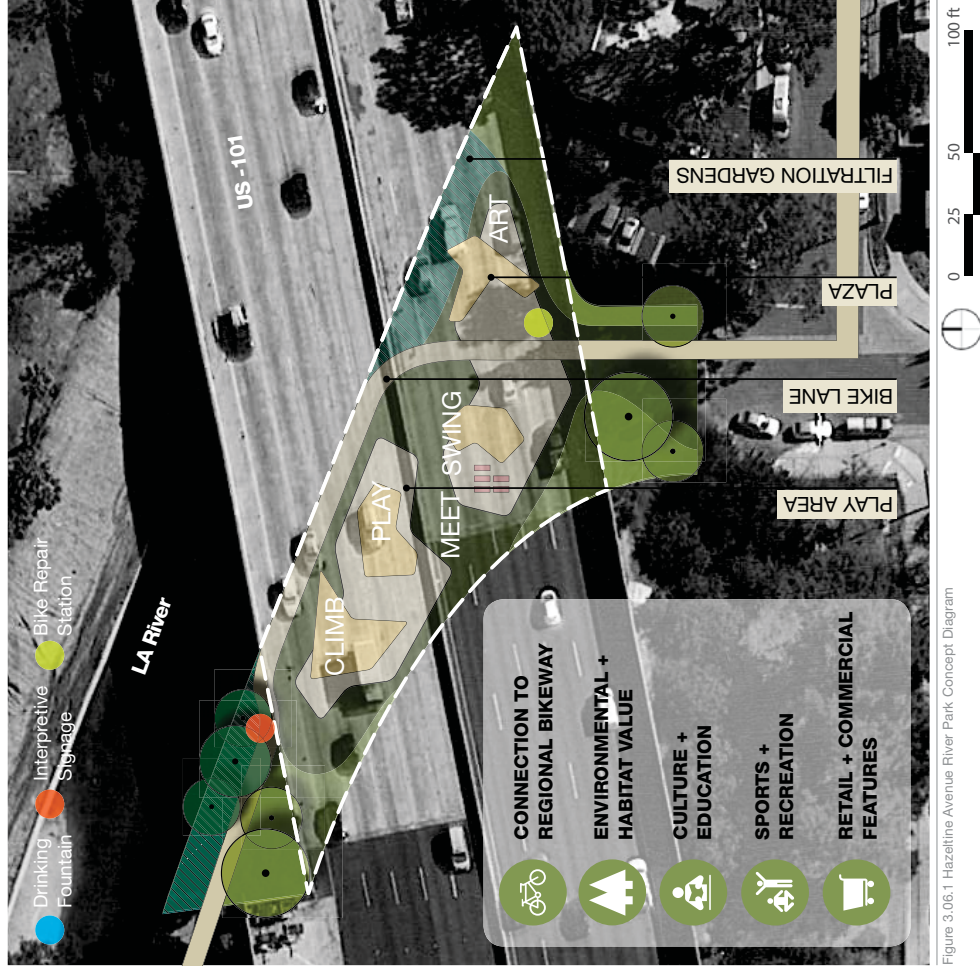 Drinking
Fountain
Interpretive
Signage
Bike Repair
Station
LA River
US -101
CLIMB
PLAY
MEET
SWING
ART
CONNECTION TO
REGIONAL BIKEWAY
ENVIRONMENTAL +
HABITAT VALUE
CULTURE +
EDUCATION
SPORTS +
RECREATION
RETAIL + COMMERCIAL
FEATURES
PLAY AREA
BIKE LANE
PLAZA
FILTRATION GARDENS
Figure 3.06.1 Hazeltine Avenue River Park Concept Diagram
0
25
50
100 ft